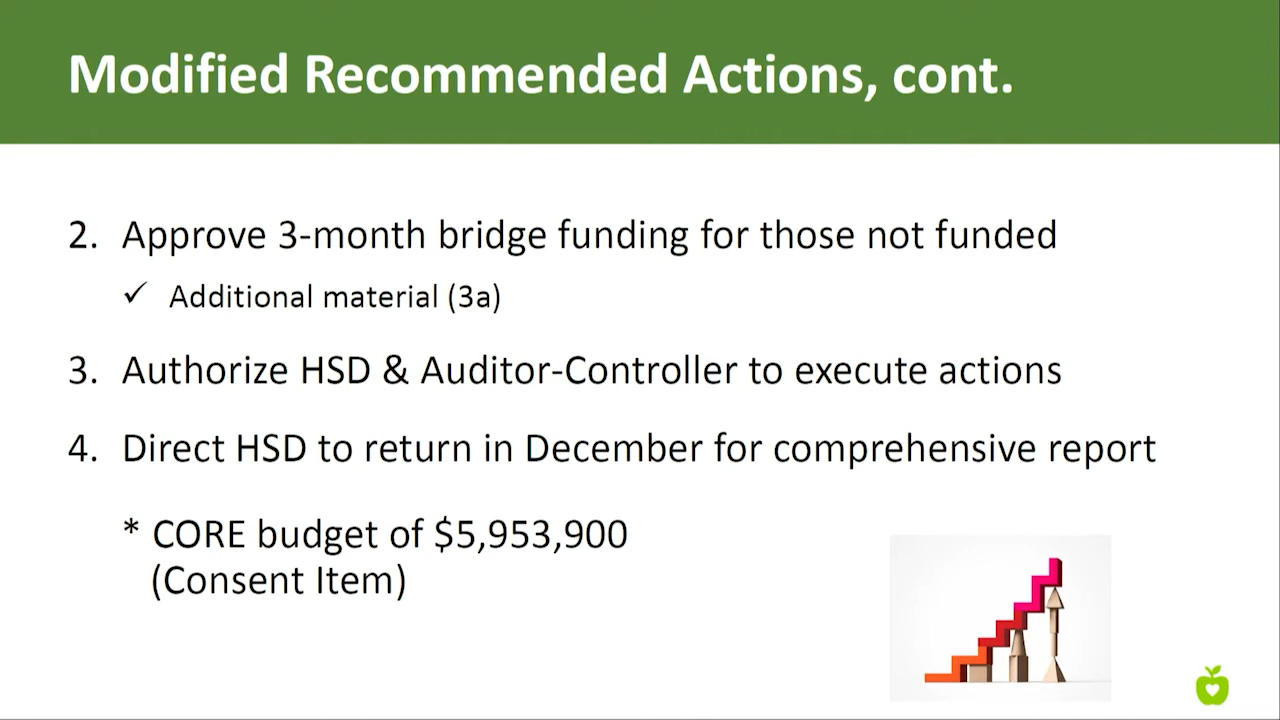 Modified Recommended Actions, cont.
2. Approve 3-month bridge funding for those not funded
✓ Additional material (3a)
3. Authorize HSD & Auditor-Controller to execute actions
4. Direct HSD to return in December for comprehensive report
* CORE budget of $5,953,900
(Consent Item)